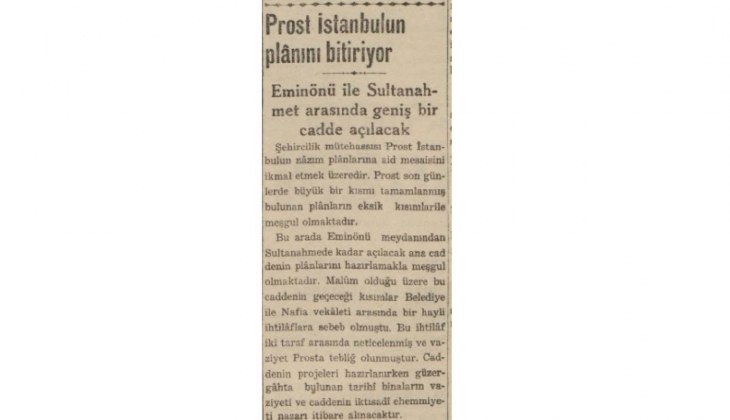 Prost İstanbulun
plânını bitiriyor
Eminönü ile Sultanah-
met arasında geniş bir
cadde açılacak
Şehircilik mütehassısı Prost İstan-
bulun nâzım plânlarına aid mesaisini
ikmal etmek üzeredir. Prost son gün-
lerde büyük bir kısmı tamamlanmış
bulunan plânların eksik kısımlarile
meşgul olmaktadır.
Bu arada Eminönü meydanından
Sultanahmede kadar açılacak ana cad
denin plânlarını hazırlamakla meşgul
olmaktadır. Malûm olduğu üzere bu
caddenin geçeceği kısımlar Belediye
ile Nafia vekâleti arasında bir hayli
ihtilâflara sebeb olmuştu. Bu ihtilâf
iki taraf arasında neticelenmiş ve va-
ziyet Prosta tebliğ olunmuştur. Cad-
denin projeleri hazırlanırken güzer-
gâhta bulunan tarihî binaların va-
ziyeti ve caddenin iktisadî ehemmiye-
ti nazarı itibare alınacaktır.